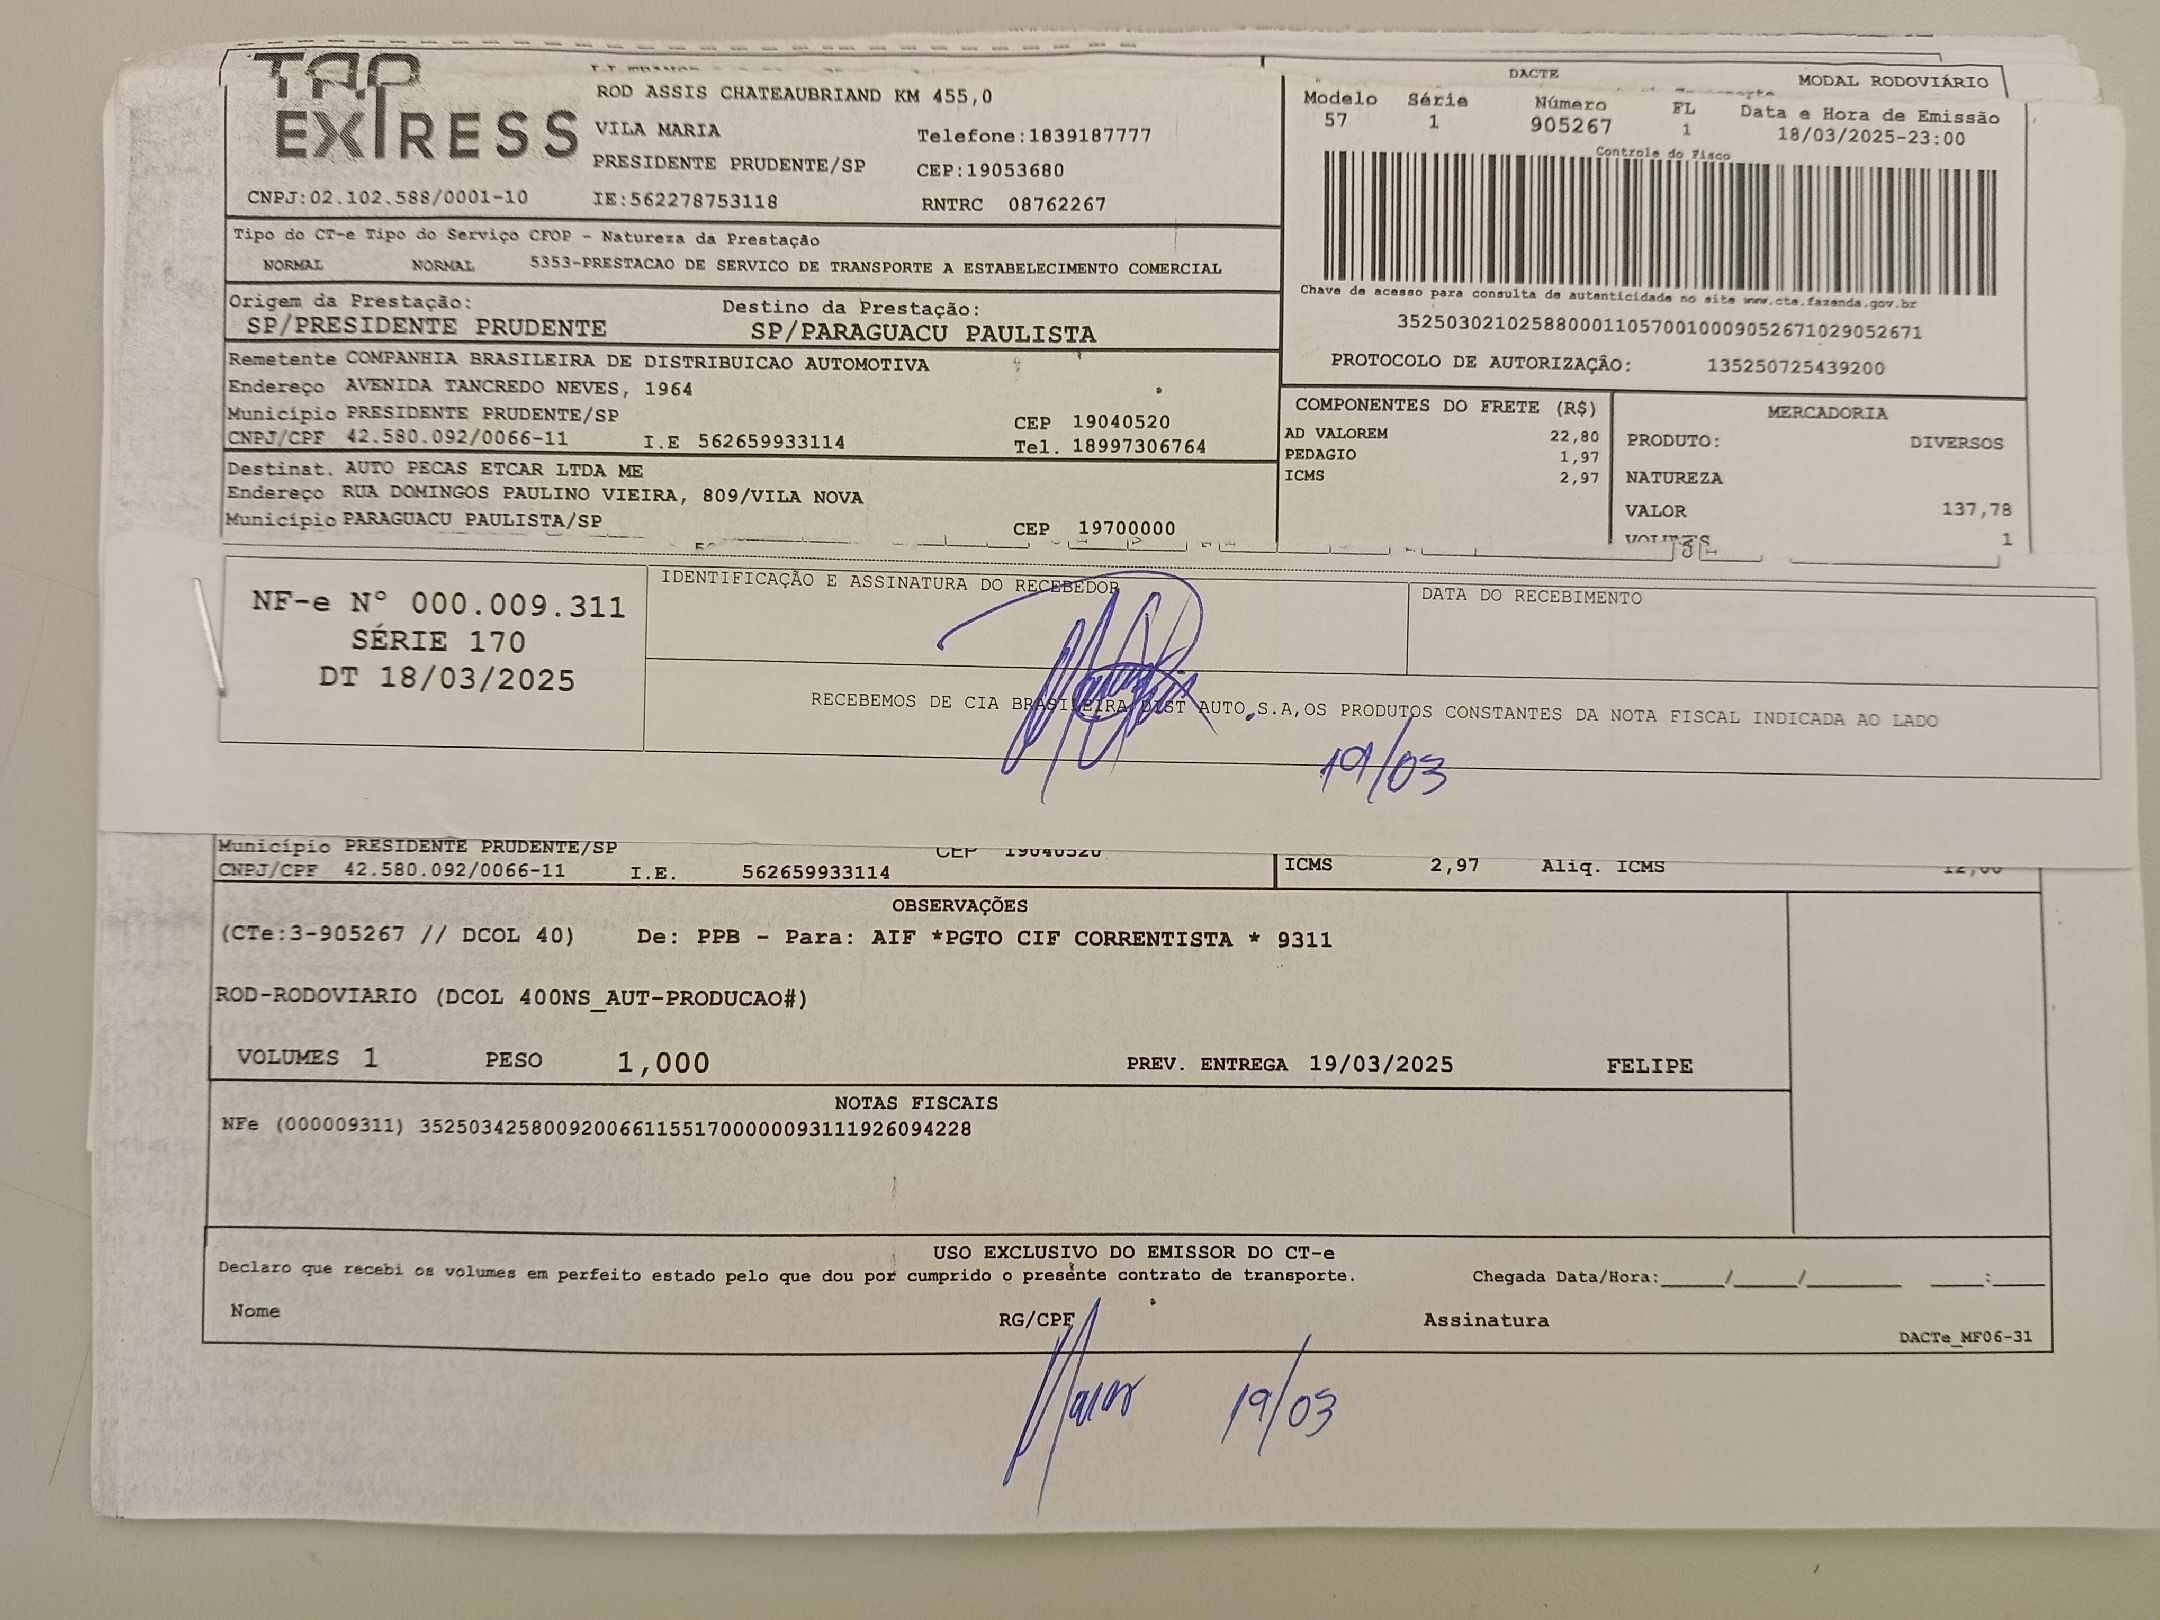 TAP
EXPRESS
ROD ASSIS CHATEAUBRIAND KM 455,0
VILA MARIA Telefone:1839187777
PRESIDENTE PRUDENTE/SP CEP:19053680
CNPJ:02.102.588/0001-10 IE:562278753118 RNTRC 08762267
DACTE MODAL RODOVIÁRIO
Modelo Série Número FL Data e Hora de Emissão
57 1 905267 1 18/03/2025-23:00
Controle do Fisco
Chave de acesso para consulta de autenticidade no site www.cte.fazenda.gov.br
35250302102588000110570010009052671029052671
PROTOCOLO DE AUTORIZAÇÃO: 135250725439200
Tipo do CT-e Tipo do Serviço CFOP - Natureza da Prestação
NORMAL NORMAL 5353-PRESTACAO DE SERVICO DE TRANSPORTE A ESTABELECIMENTO COMERCIAL
Origem da Prestação: Destino da Prestação:
SP/PRESIDENTE PRUDENTE SP/PARAGUACU PAULISTA
Remetente COMPANHIA BRASILEIRA DE DISTRIBUICAO AUTOMOTIVA
Endereço AVENIDA TANCREDO NEVES, 1964
Município PRESIDENTE PRUDENTE/SP CEP 19040520
CNPJ/CPF 42.580.092/0066-11 I.E 562659933114 Tel. 18997306764
Destinat. AUTO PECAS ETCAR LTDA ME
Endereço RUA DOMINGOS PAULINO VIEIRA, 809/VILA NOVA
Município PARAGUACU PAULISTA/SP CEP 19700000
COMPONENTES DO FRETE (R$)
AD VALOREM 22,80
PEDAGIO 1,97
ICMS 2,97
MERCADORIA
PRODUTO: DIVERSOS
NATUREZA
VALOR 137,78
VOLUMES 1
NF-e Nº 000.009.311
SÉRIE 170
DT 18/03/2025
IDENTIFICAÇÃO E ASSINATURA DO RECEBEDOR
DATA DO RECEBIMENTO
RECEBEMOS DE CIA BRASILEIRA DIST AUTO.S.A,OS PRODUTOS CONSTANTES DA NOTA FISCAL INDICADA AO LADO
19/03
Município PRESIDENTE PRUDENTE/SP CEP 19040520
CNPJ/CPF 42.580.092/0066-11 I.E. 562659933114
ICMS 2,97 Aliq. ICMS 12,00
OBSERVAÇÕES
(CTe:3-905267 // DCOL 40) De: PPB - Para: AIF *PGTO CIF CORRENTISTA * 9311
ROD-RODOVIARIO (DCOL 400NS_AUT-PRODUCAO#)
VOLUMES 1 PESO 1,000 PREV. ENTREGA 19/03/2025 FELIPE
NOTAS FISCAIS
NFe (000009311) 35250342580092006611551700000093111926094228
USO EXCLUSIVO DO EMISSOR DO CT-e
Declaro que recebi os volumes em perfeito estado pelo que dou por cumprido o presente contrato de transporte. Chegada Data/Hora:____/____/______ ____:____
Nome RG/CPF Assinatura
DACTe_MF06-31
19/03